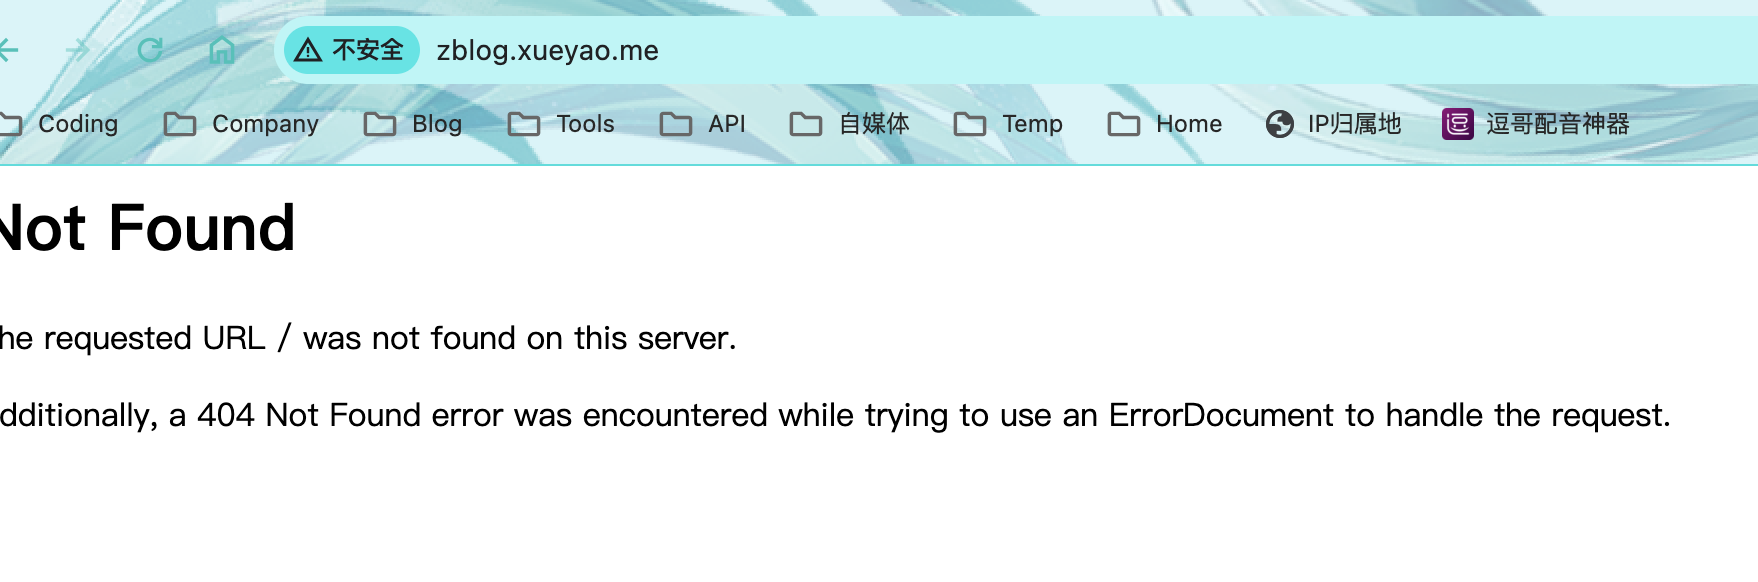 不安全 zblog.xueyao.me
Coding Company Blog Tools API 自媒体 Temp Home IP归属地 逗 逗哥配音神器
Not Found
he requested URL / was not found on this server.
dditionally, a 404 Not Found error was encountered while trying to use an ErrorDocument to handle the request.